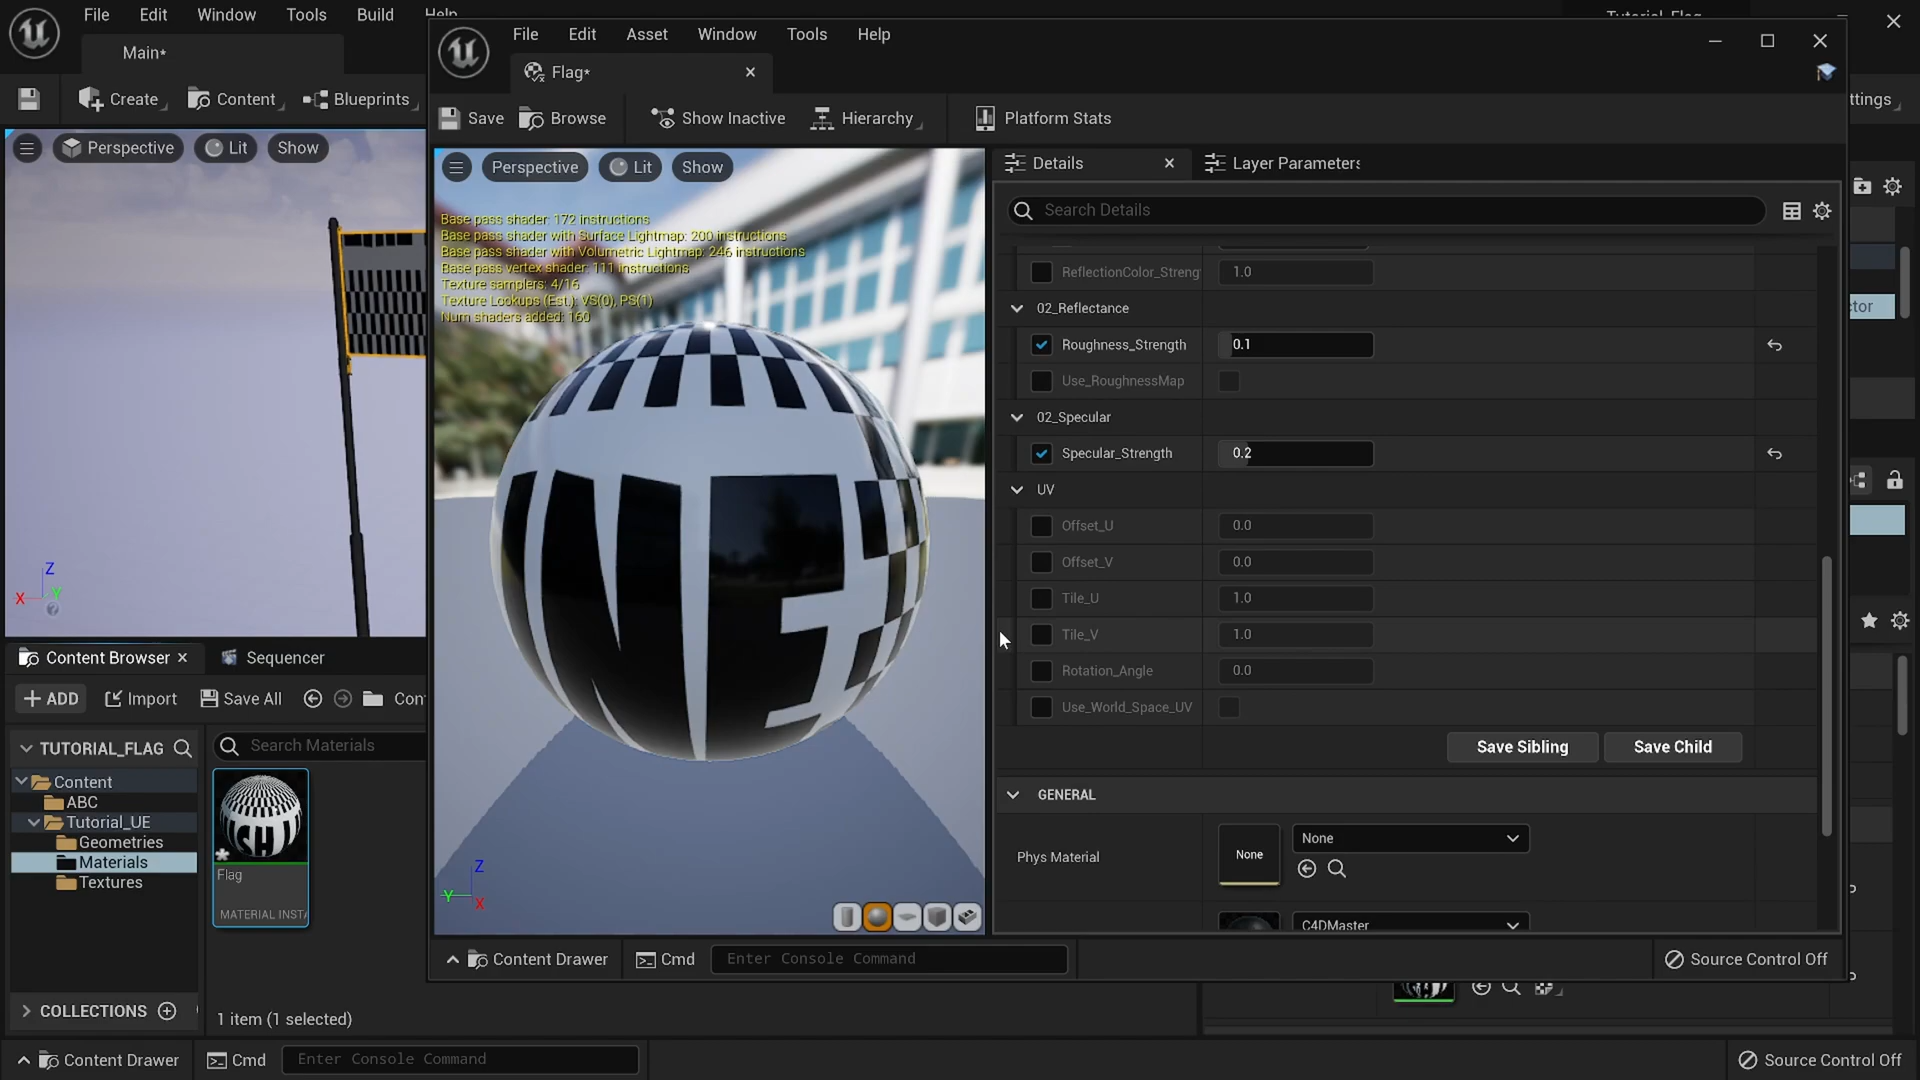 File Edit Window Tools Build Help
Main*
Create Content Blueprints
Perspective Lit Show
Z
X Y
?
File Edit Asset Window Tools Help
Flag*
Save Browse Show Inactive Hierarchy Platform Stats
ttings
Perspective Lit Show
Base pass shader: 172 instructions
Base pass shader with Surface Lightmap: 200 instructions
Base pass shader with Volumetric Lightmap: 246 instructions
Base pass vertex shader: 111 instructions
Texture samplers: 4/16
Texture Lookups (Est.): VS(0), PS(1)
Num shaders added: 160
Z
Y X
Details Layer Parameters
Search Details
ReflectionColor_Streng 1.0
02_Reflectance
Roughness_Strength 0.1
Use_RoughnessMap
02_Specular
Specular_Strength 0.2
UV
Offset_U 0.0
Offset_V 0.0
Tile_U 1.0
Tile_V 1.0
Rotation_Angle 0.0
Use_World_Space_UV
Save Sibling Save Child
GENERAL
Phys Material None None
C4DMaster
Content Drawer Cmd Enter Console Command Source Control Off
ctor
Content Browser Sequencer
ADD Import Save All Con
TUTORIAL_FLAG
Content
ABC
Tutorial_UE
Geometries
Materials
Textures
COLLECTIONS
Search Materials
Flag
MATERIAL INSTA
1 item (1 selected)
Content Drawer Cmd Enter Console Command Source Control Off